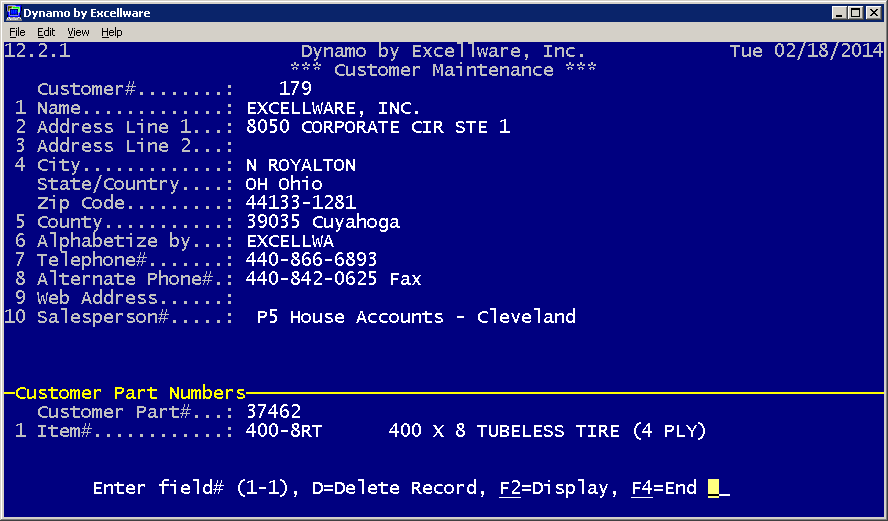 Dynamo by Excellware
File Edit View Help
12.2.1 Dynamo by Excellware, Inc. Tue 02/18/2014
*** Customer Maintenance ***
Customer#........: 179
1 Name.............: EXCELLWARE, INC.
2 Address Line 1...: 8050 CORPORATE CIR STE 1
3 Address Line 2...:
4 City.............: N ROYALTON
State/Country....: OH Ohio
Zip Code.........: 44133-1281
5 County...........: 39035 Cuyahoga
6 Alphabetize by...: EXCELLWA
7 Telephone#.......: 440-866-6893
8 Alternate Phone#.: 440-842-0625 Fax
9 Web Address......:
10 Salesperson#.....: P5 House Accounts - Cleveland
Customer Part Numbers
Customer Part#...: 37462
1 Item#............: 400-8RT 400 X 8 TUBELESS TIRE (4 PLY)
Enter field# (1-1), D=Delete Record, F2=Display, F4=End